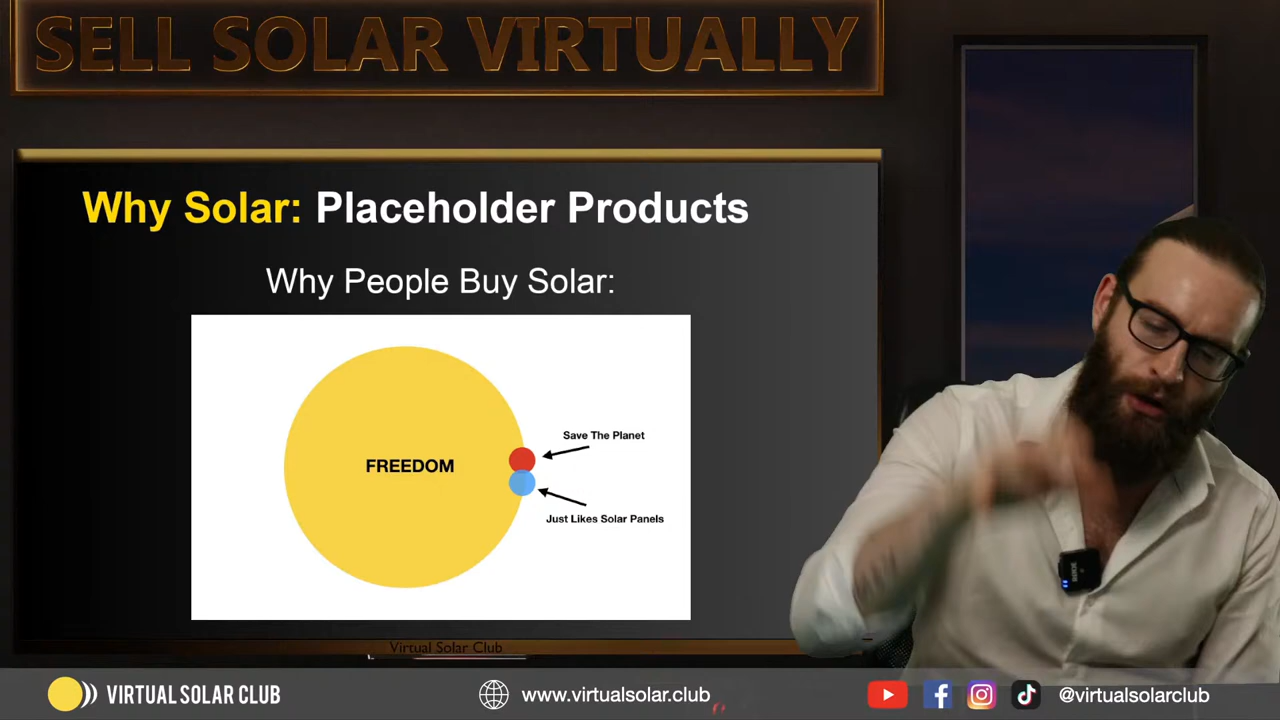 SELL SOLAR VIRTUALLY
Why Solar: Placeholder Products
Why People Buy Solar:
Save The Planet
FREEDOM
Just Likes Solar Panels
Virtual Solar Club
VIRTUAL SOLAR CLUB
www.virtualsolar.club
@virtualsolarclub